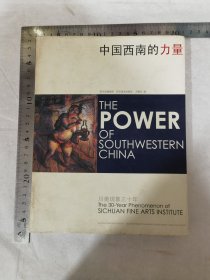 中国西南的力量
THE
POWER
OF
SOUTHWESTERN
CHINA
The 30-Year Phenomenon of
SICHUAN FINE ARTS INSTITUTE